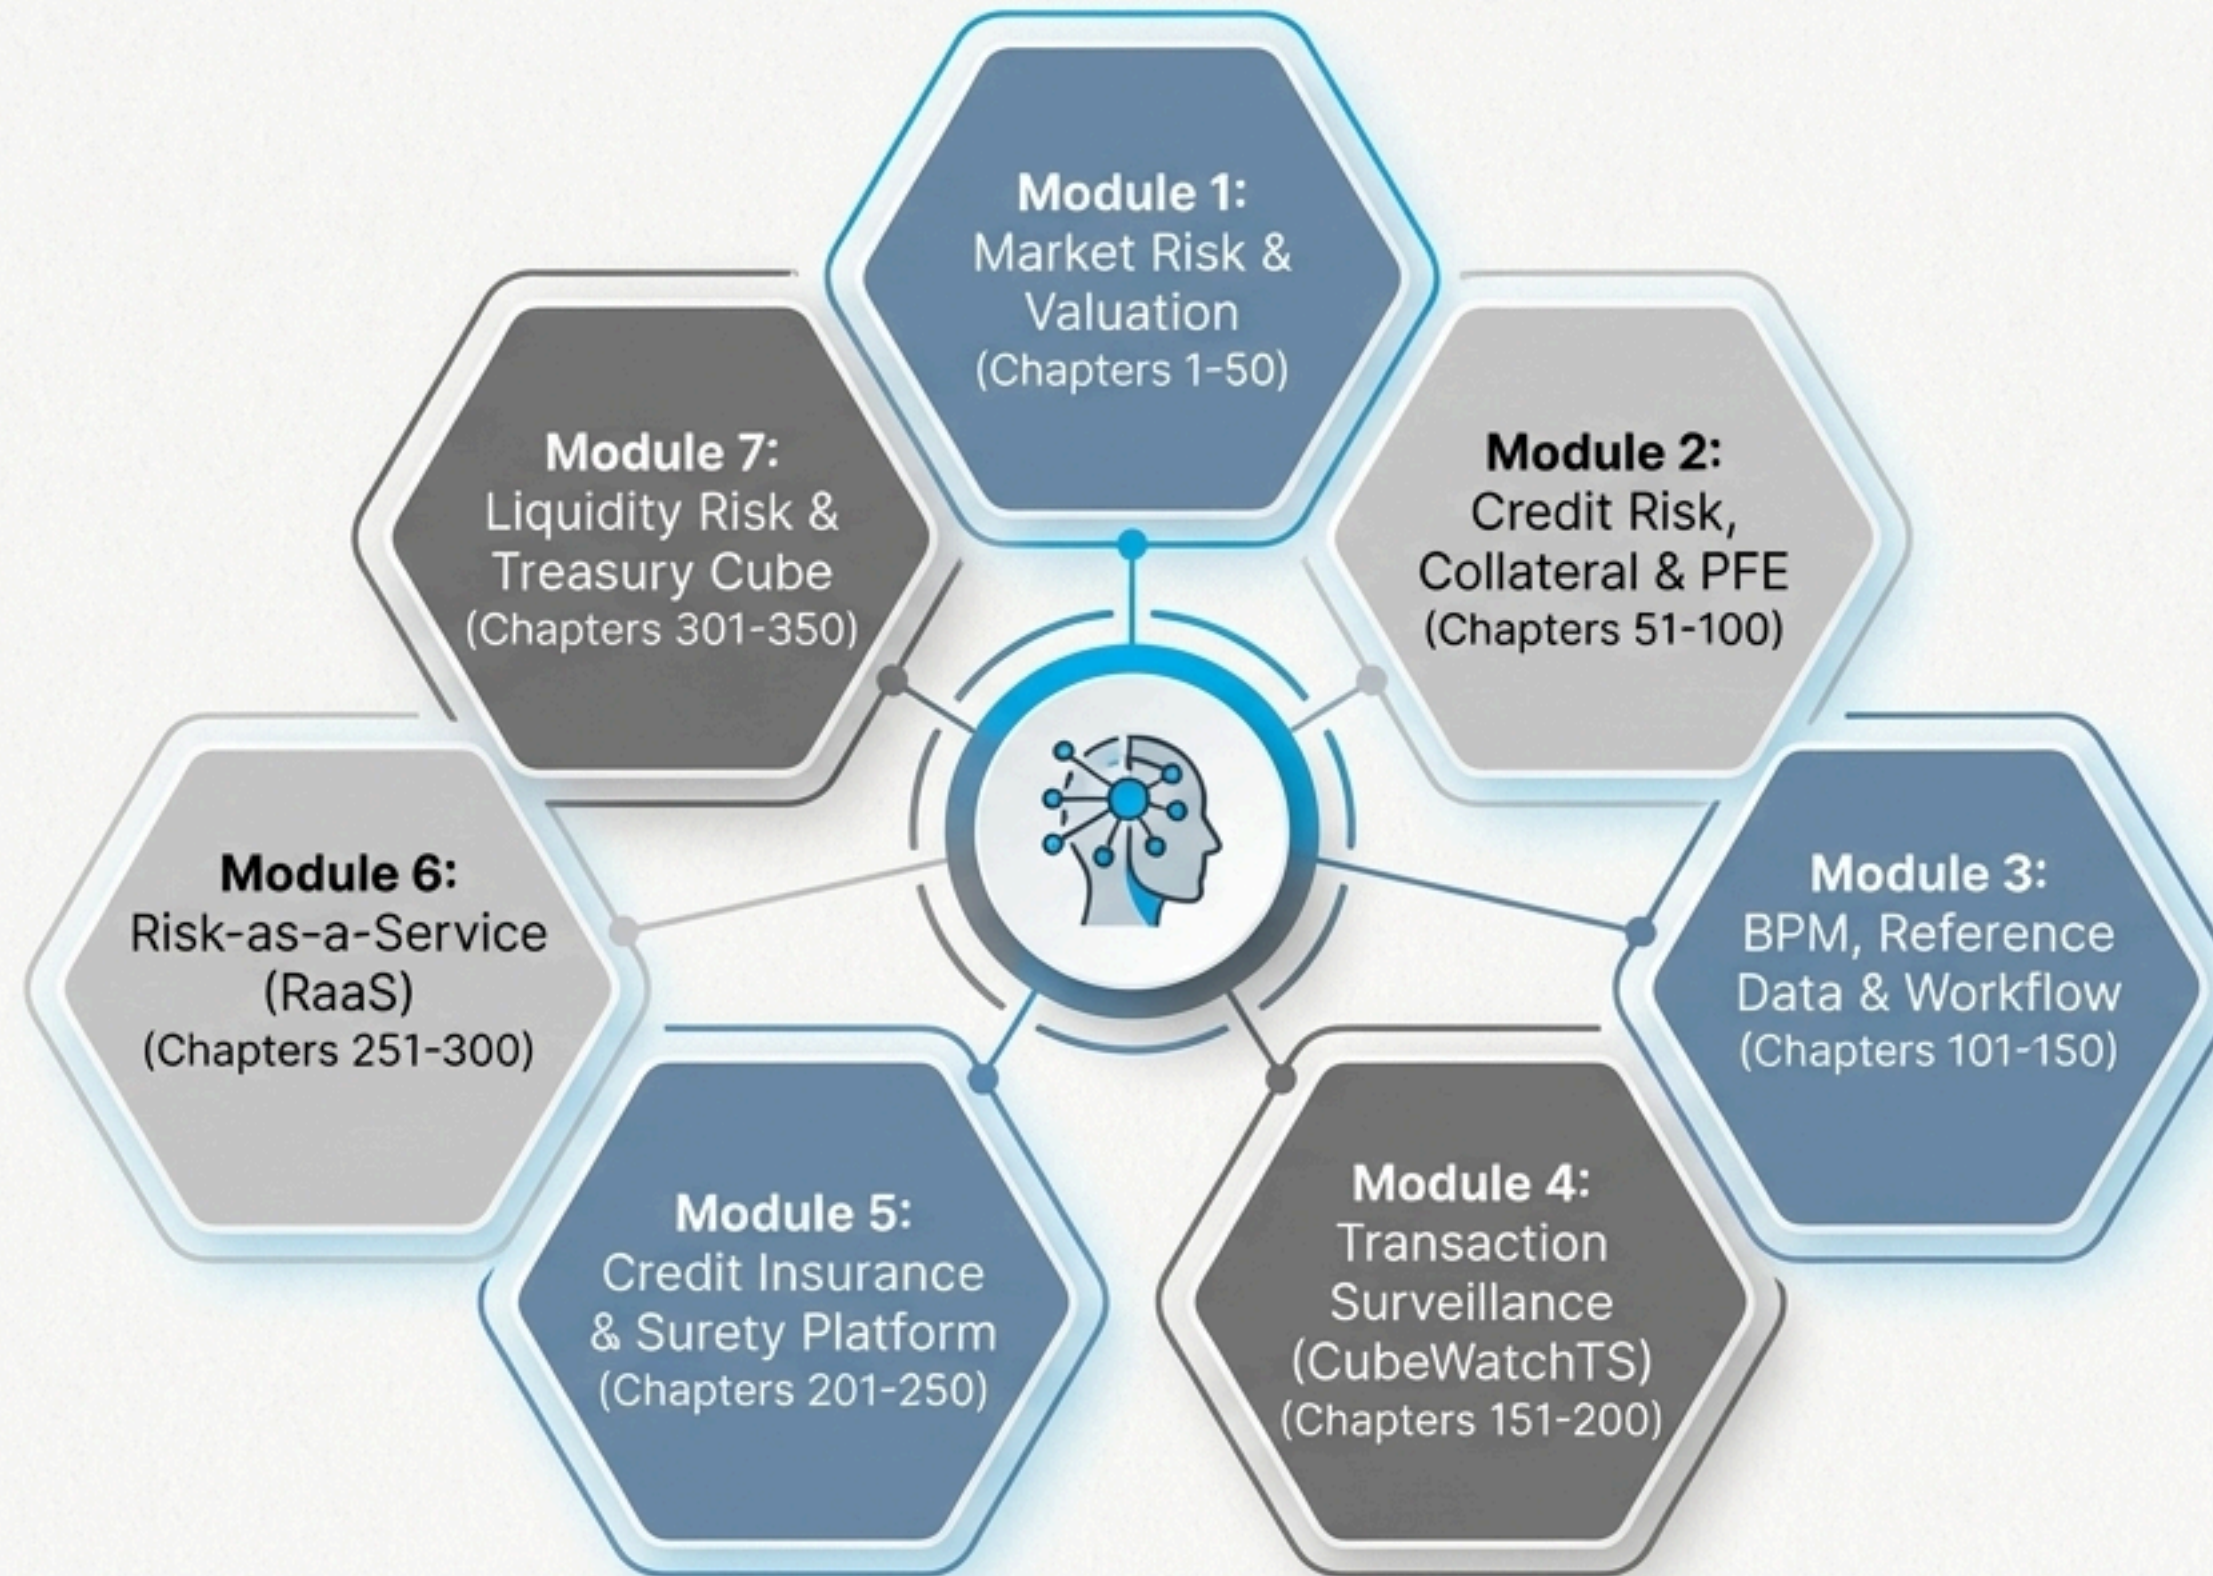 Module 1:
Market Risk &
Valuation
(Chapters 1-50)
Module 2:
Credit Risk,
Collateral & PFE
(Chapters 51-100)
Module 3:
BPM, Reference
Data & Workflow
(Chapters 101-150)
Module 4:
Transaction
Surveillance
(CubeWatchTS)
(Chapters 151-200)
Module 5:
Credit Insurance
& Surety Platform
(Chapters 201-250)
Module 6:
Risk-as-a-Service
(RaaS)
(Chapters 251-300)
Module 7:
Liquidity Risk &
Treasury Cube
(Chapters 301-350)